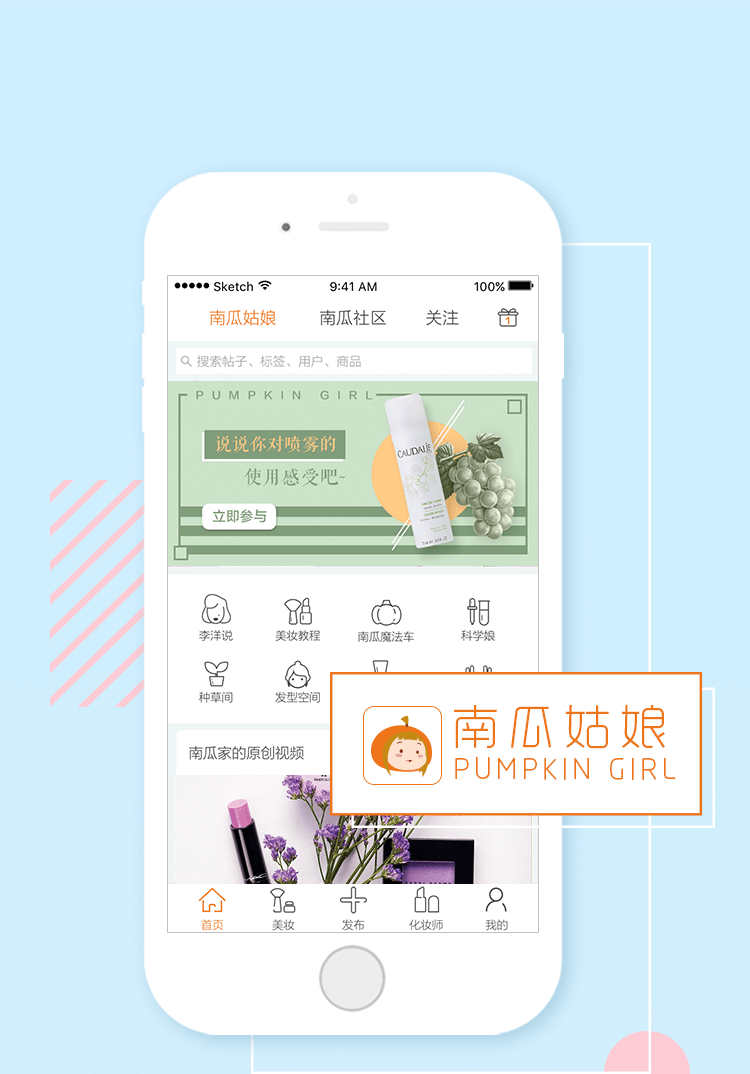 Sketch 9:41 AM 100%
南瓜姑娘 南瓜社区 关注 1
搜索帖子、标签、用户、商品
PUMPKIN GIRL
说说你对喷雾的
使用感受吧~
立即参与
CAUDALIE
李洋说 美妆教程 南瓜魔法车 科学娘
种草间 发型空间
南瓜姑娘
PUMPKIN GIRL
南瓜家的原创视频
首页 美妆 发布 化妆师 我的